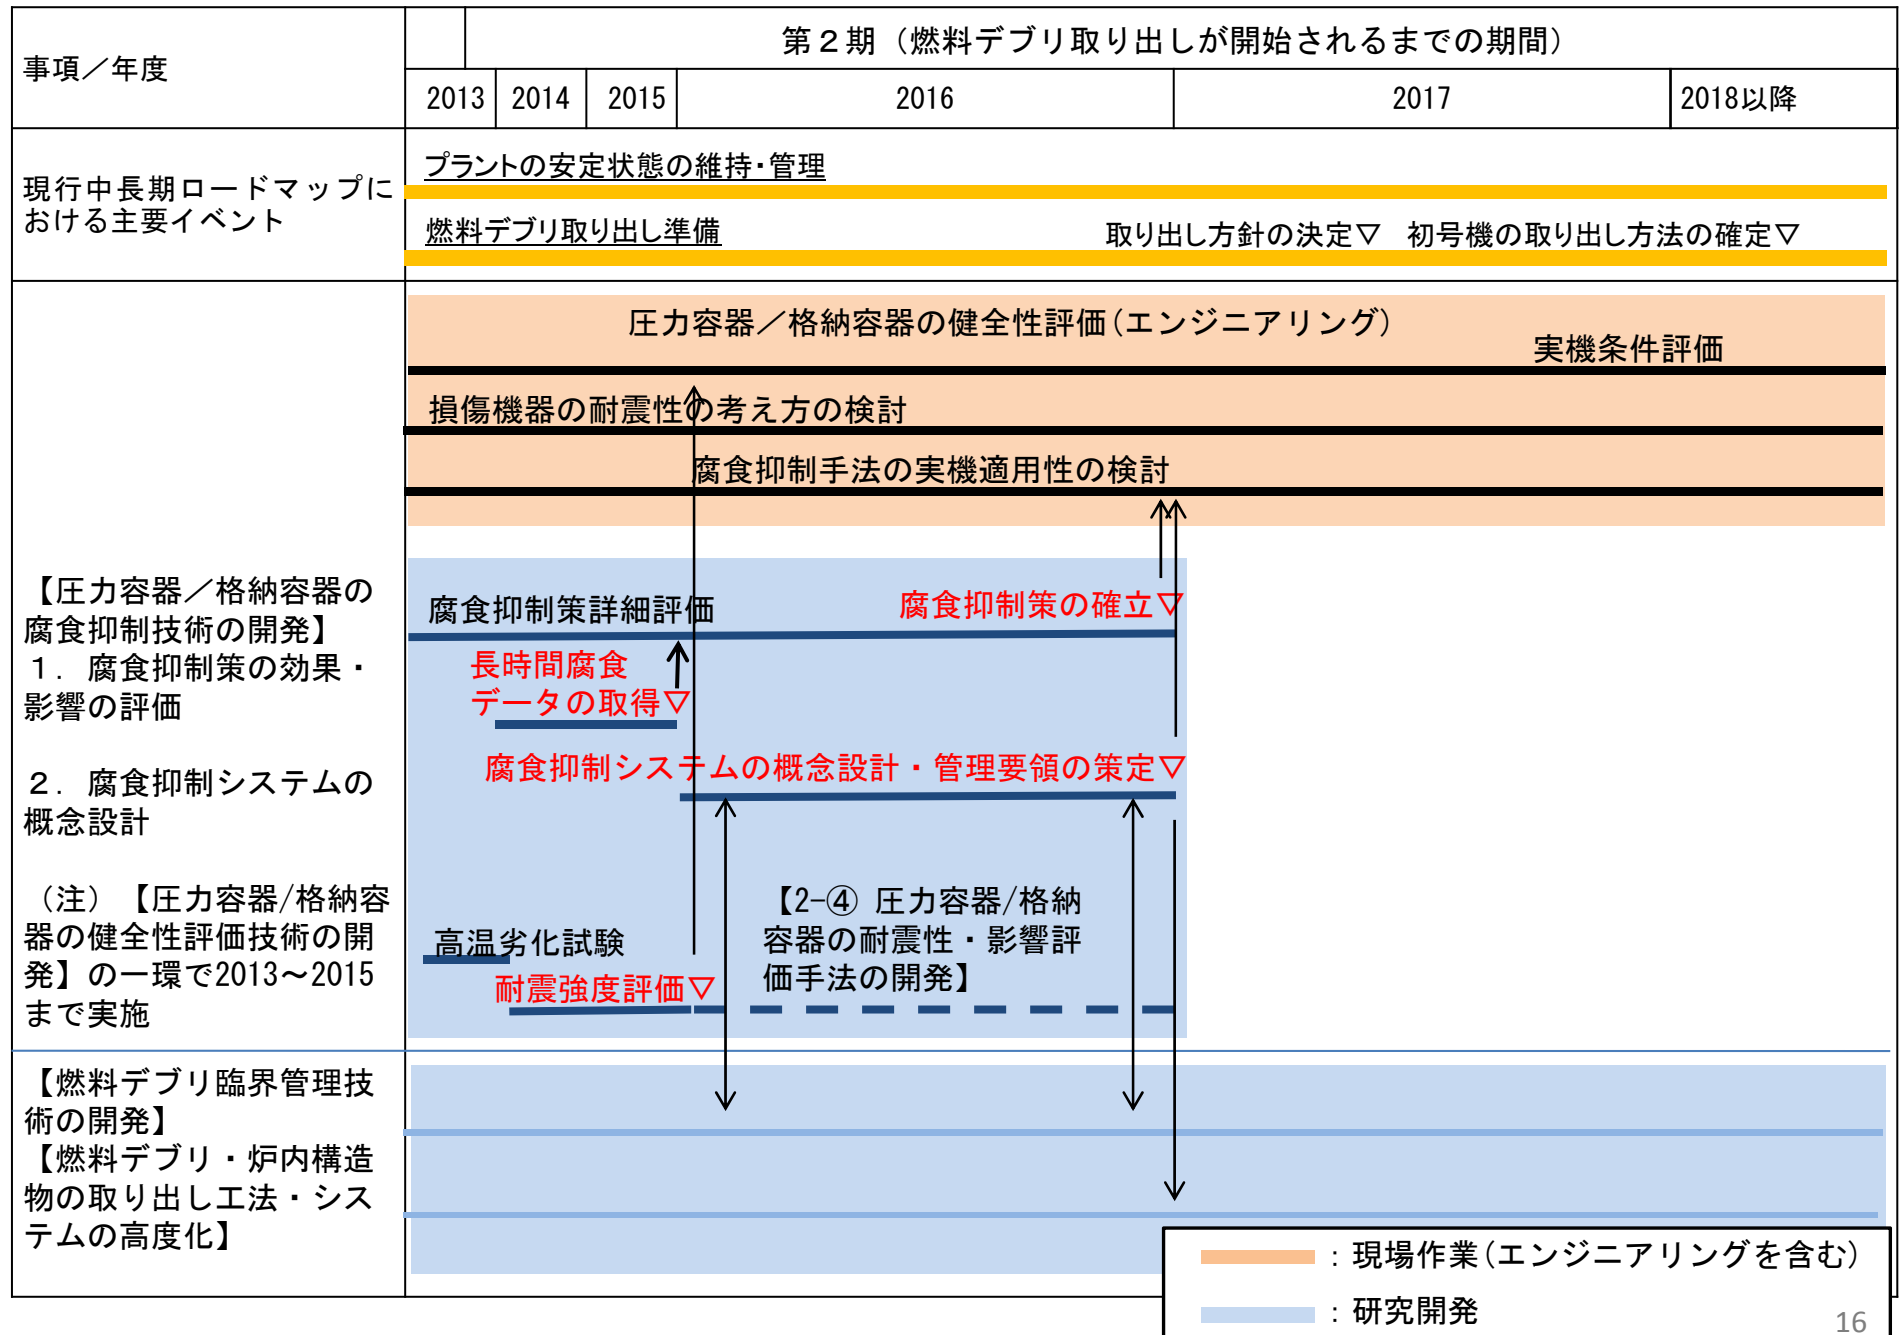 事項／年度
第２期（燃料デブリ取り出しが開始されるまでの期間）
2013
2014
2015
2016
2017
2018以降
現行中長期ロードマップに
おける主要イベント
プラントの安定状態の維持・管理
燃料デブリ取り出し準備
取り出し方針の決定▽
初号機の取り出し方法の確定▽
圧力容器／格納容器の健全性評価(エンジニアリング)
実機条件評価
損傷機器の耐震性の考え方の検討
腐食抑制手法の実機適用性の検討
【圧力容器／格納容器の
腐食抑制技術の開発】
１．腐食抑制策の効果・
影響の評価
２．腐食抑制システムの
概念設計
（注）【圧力容器/格納容
器の健全性評価技術の開
発】の一環で2013～2015
まで実施
腐食抑制策詳細評価
腐食抑制策の確立▽
長時間腐食
データの取得▽
腐食抑制システムの概念設計・管理要領の策定▽
【2-④ 圧力容器/格納
容器の耐震性・影響評
価手法の開発】
高温劣化試験
耐震強度評価▽
【燃料デブリ臨界管理技
術の開発】
【燃料デブリ・炉内構造
物の取り出し工法・シス
テムの高度化】
：現場作業(エンジニアリングを含む)
：研究開発
16